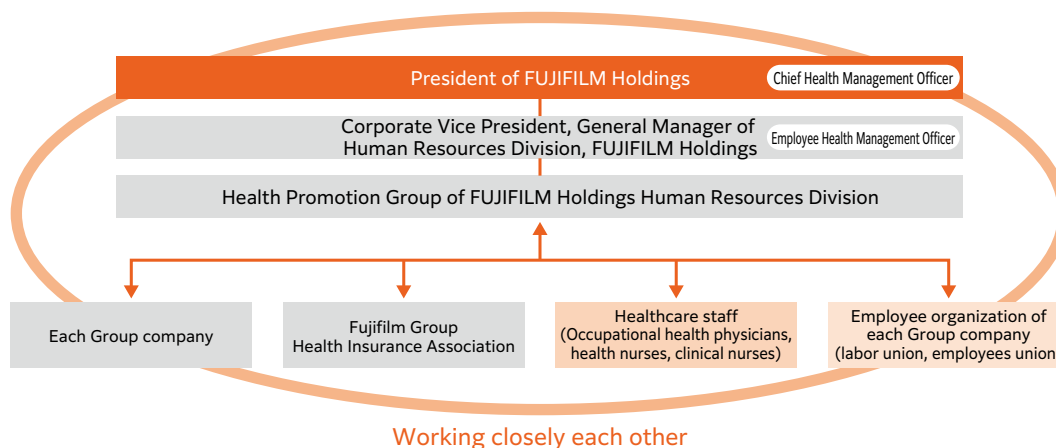 President of FUJIFILM Holdings
Chief Health Management Officer
Corporate Vice President, General Manager of
Human Resources Division, FUJIFILM Holdings
Employee Health Management Officer
Health Promotion Group of FUJIFILM Holdings Human Resources Division
Each Group company
Fujifilm Group
Health Insurance Association
Healthcare staff
(Occupational health physicians,
health nurses, clinical nurses)
Employee organization of
each Group company
(labor union, employees union
Working closely each other